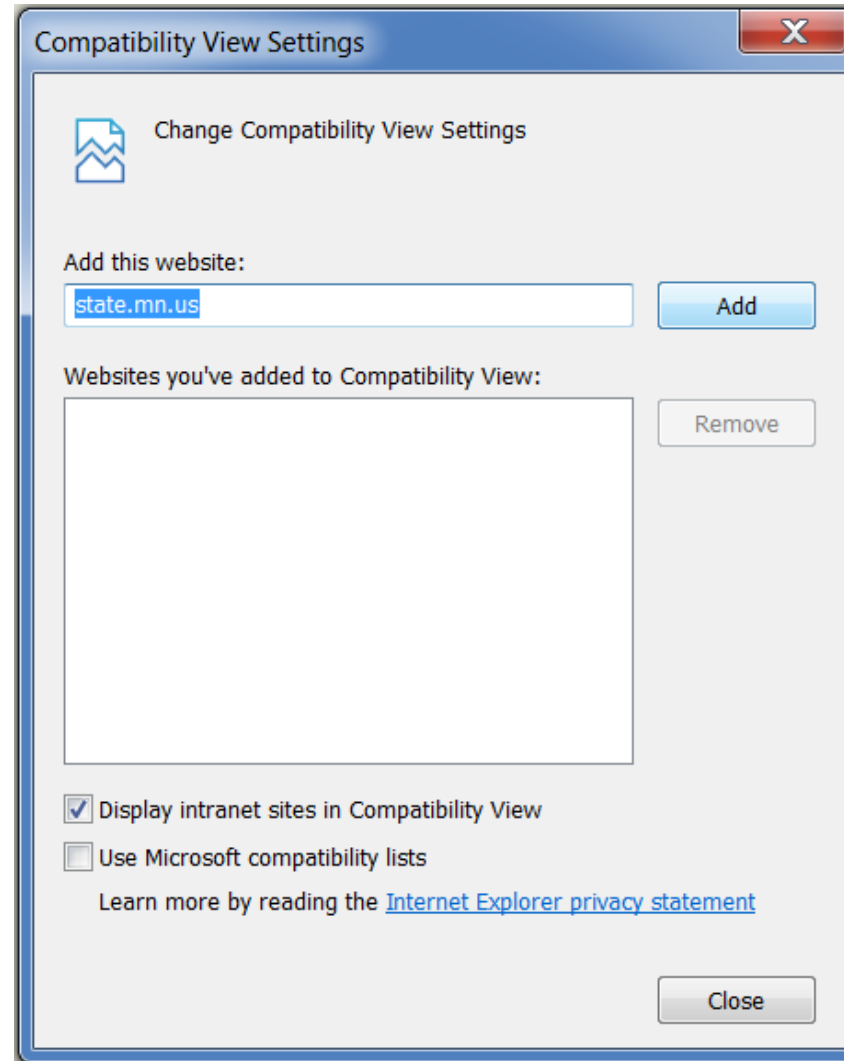 Compatibility View Settings
X
Change Compatibility View Settings
Add this website:
state.mn.us
Add
Websites you've added to Compatibility View:
Remove
Display intranet sites in Compatibility View
Use Microsoft compatibility lists
Learn more by reading the Internet Explorer privacy statement
Close